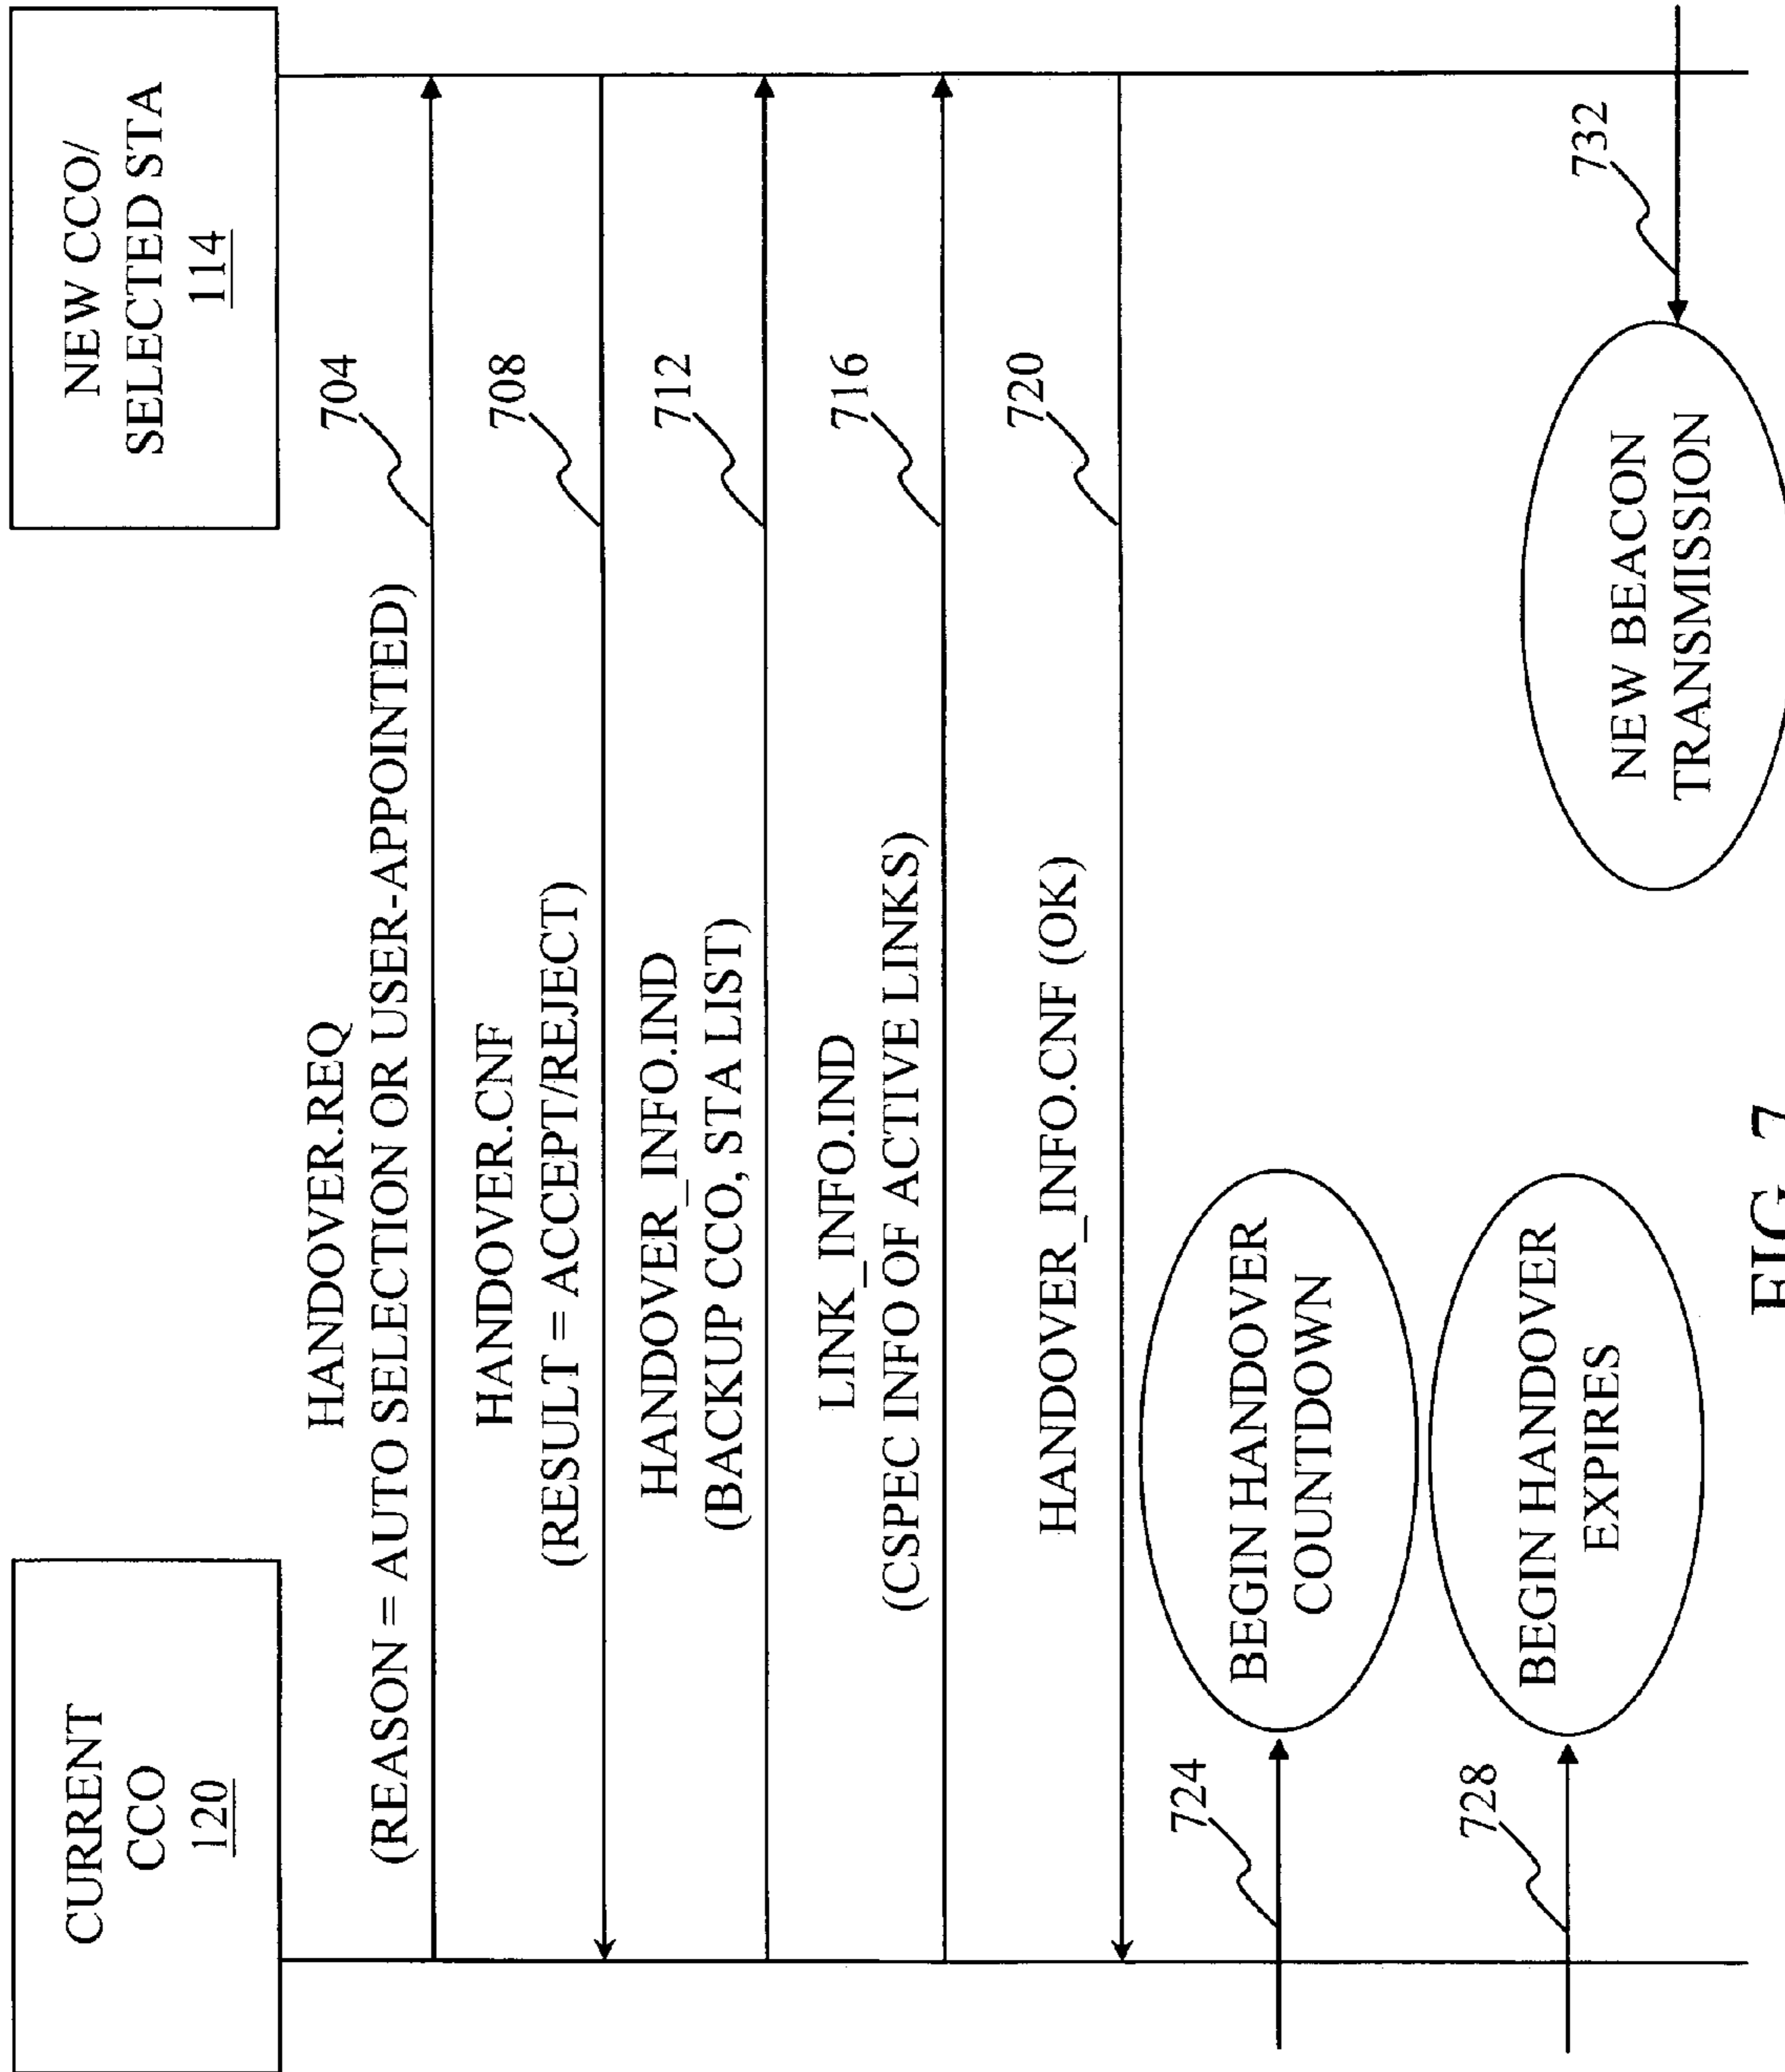 CURRENT
CCO
120
NEW CCO/
SELECTED STA
114
HANDOVER.REQ
(REASON = AUTO SELECTION OR USER-APPOINTED)
704
HANDOVER.CNF
(RESULT = ACCEPT/REJECT)
708
HANDOVER_INFO.IND
(BACKUP CCO, STA LIST)
712
LINK_INFO.IND
(CSPEC INFO OF ACTIVE LINKS)
716
HANDOVER_INFO.CNF (OK)
720
724
BEGIN HANDOVER
COUNTDOWN
728
BEGIN HANDOVER
EXPIRES
732
NEW BEACON
TRANSMISSION
FIG. 7